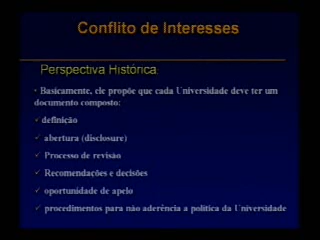 Conflito de Interesses
Perspectiva Histórica.
• Basicamente, ele propõe que cada Universidade deve ter um
documento composto:
✓ definição
✓ abertura (disclosure)
✓ Processo de revisão
✓ Recomendações e decisões
✓ oportunidade de apelo
✓ procedimentos para não aderência a política da Universidade